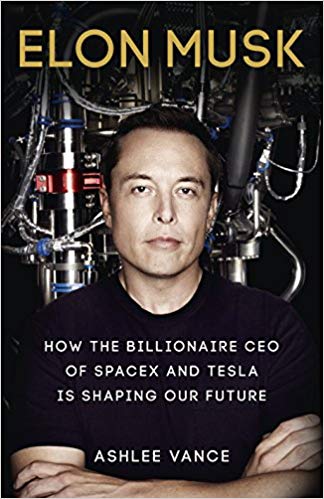 ELON MUSK
HOW THE BILLIONAIRE CEO
OF SPACEX AND TESLA
IS SHAPING OUR FUTURE
ASHLEE VANCE